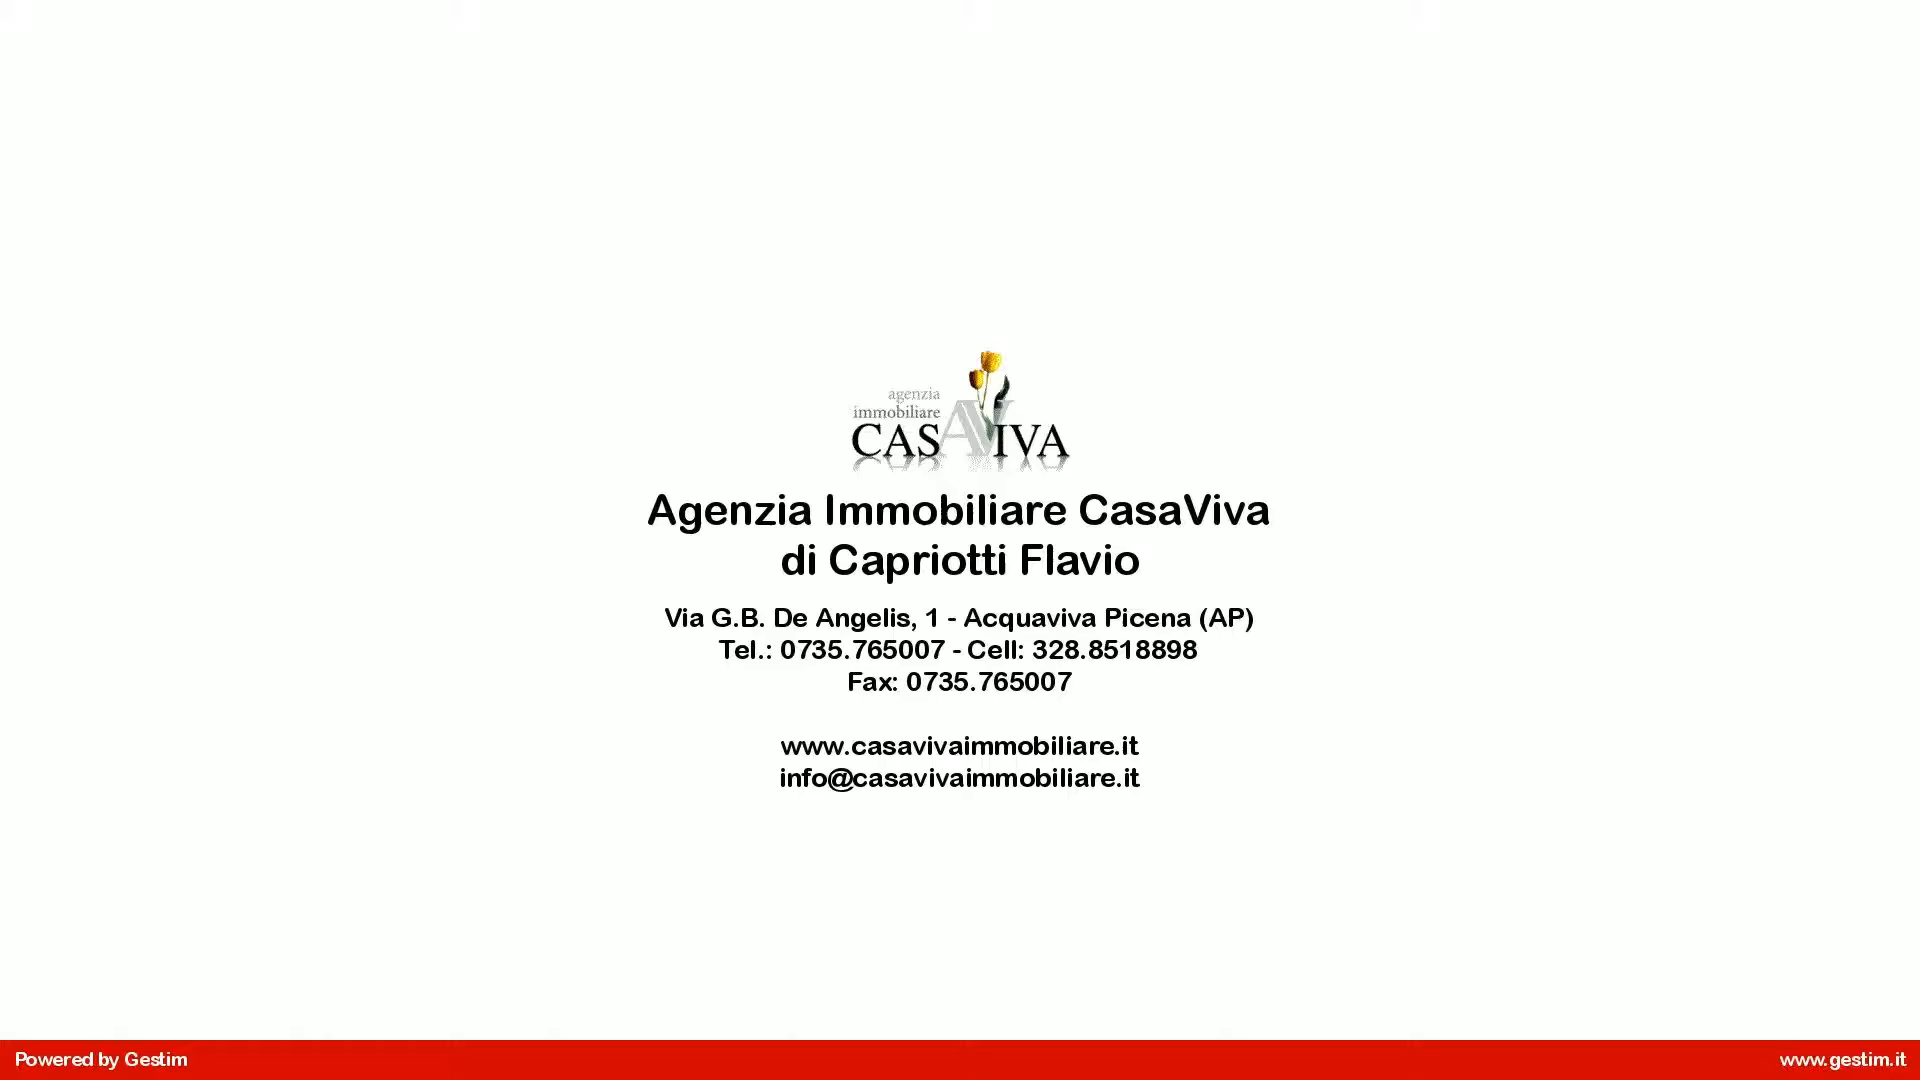 agenzia
immobiliare
CASAVIVA
Agenzia Immobiliare CasaViva
di Capriotti Flavio
Via G.B. De Angelis, 1 - Acquaviva Picena (AP)
Tel.: 0735.765007 - Cell: 328.8518898
Fax: 0735.765007
www.casavivaimmobiliare.it
info@casavivaimmobiliare.it
Powered by Gestim
www.gestim.it